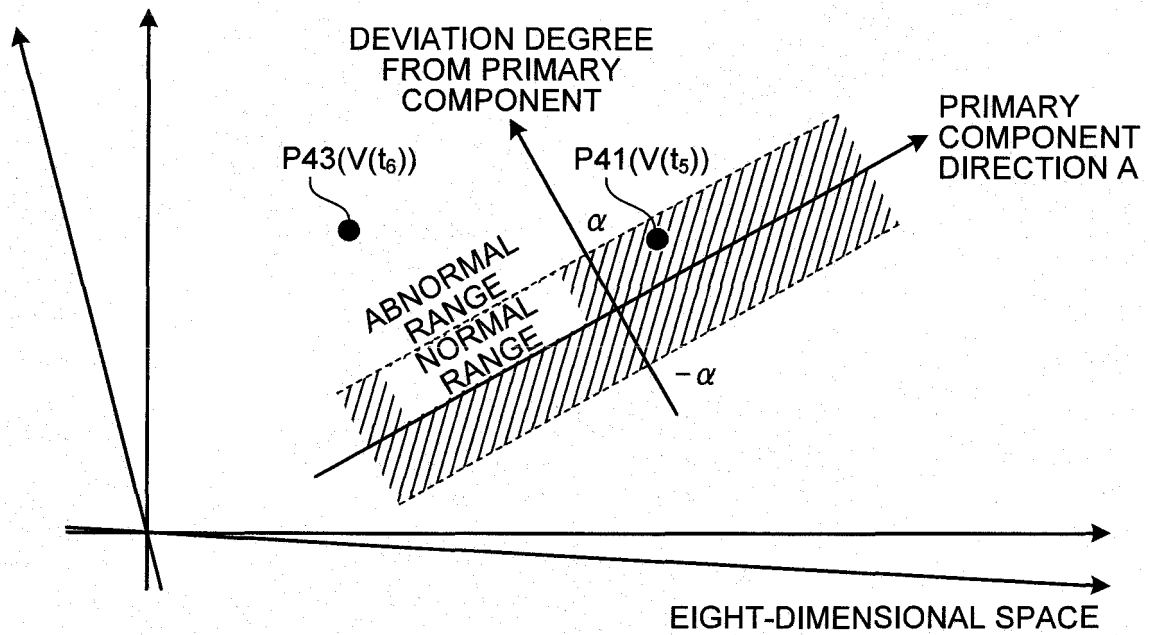 DEVIATION DEGREE
FROM PRIMARY
COMPONENT
PRIMARY
COMPONENT
DIRECTION A
P43(V(t₆))
P41(V(t₅))
α
ABNORMAL
RANGE
NORMAL
RANGE
-α
EIGHT-DIMENSIONAL SPACE